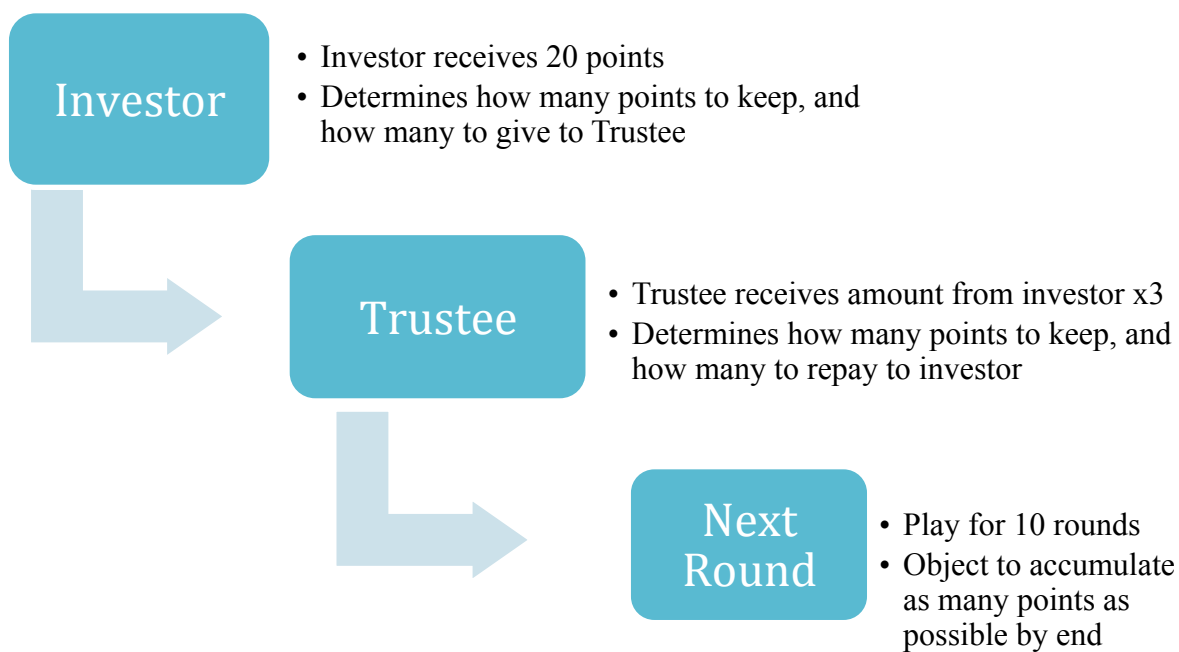 Investor
• Investor receives 20 points
• Determines how many points to keep, and
how many to give to Trustee
Trustee
• Trustee receives amount from investor x3
• Determines how many points to keep, and
how many to repay to investor
Next
Round
• Play for 10 rounds
• Object to accumulate
as many points as
possible by end